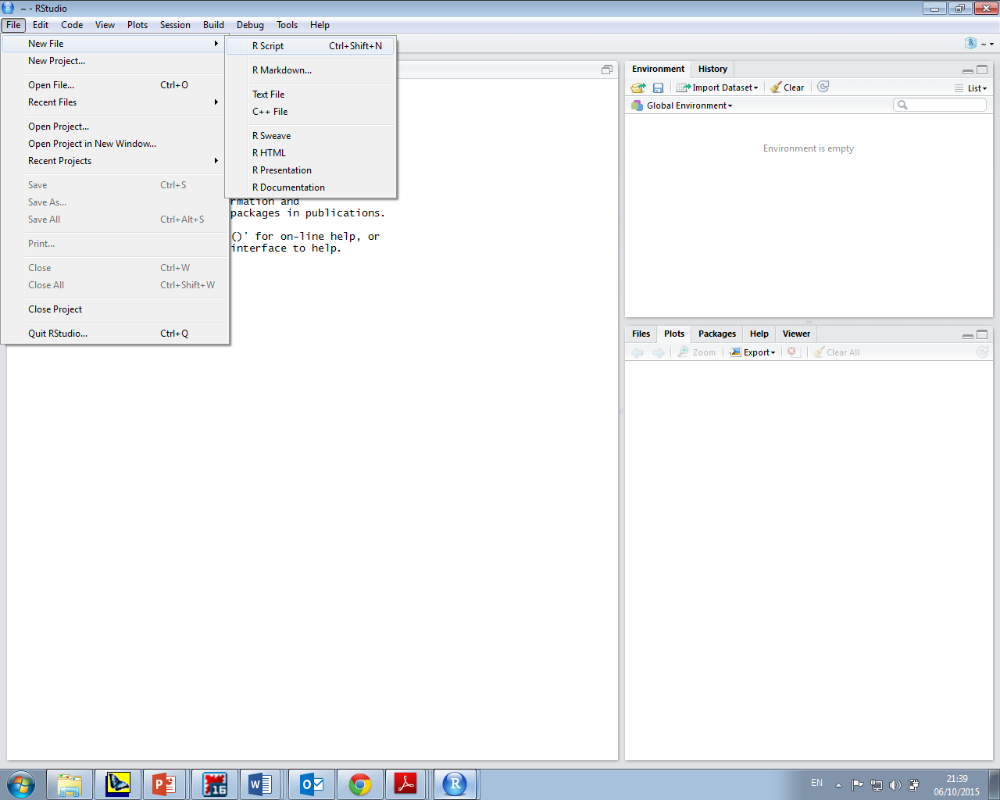 ~ - RStudio
File Edit Code View Plots Session Build Debug Tools Help
New File
New Project...
Open File... Ctrl+O
Recent Files
Open Project...
Open Project in New Window...
Recent Projects
Save Ctrl+S
Save As...
Save All Ctrl+Alt+S
Print...
Close Ctrl+W
Close All Ctrl+Shift+W
Close Project
Quit RStudio... Ctrl+Q
R Script Ctrl+Shift+N
R Markdown...
Text File
C++ File
R Sweave
R HTML
R Presentation
R Documentation
rmation and
packages in publications.
()' for on-line help, or
interface to help.
R ~
Environment History
Import Dataset Clear List
Global Environment
Environment is empty
Files Plots Packages Help Viewer
Zoom Export Clear All
P 16 W O R
EN 21:39
06/10/2015